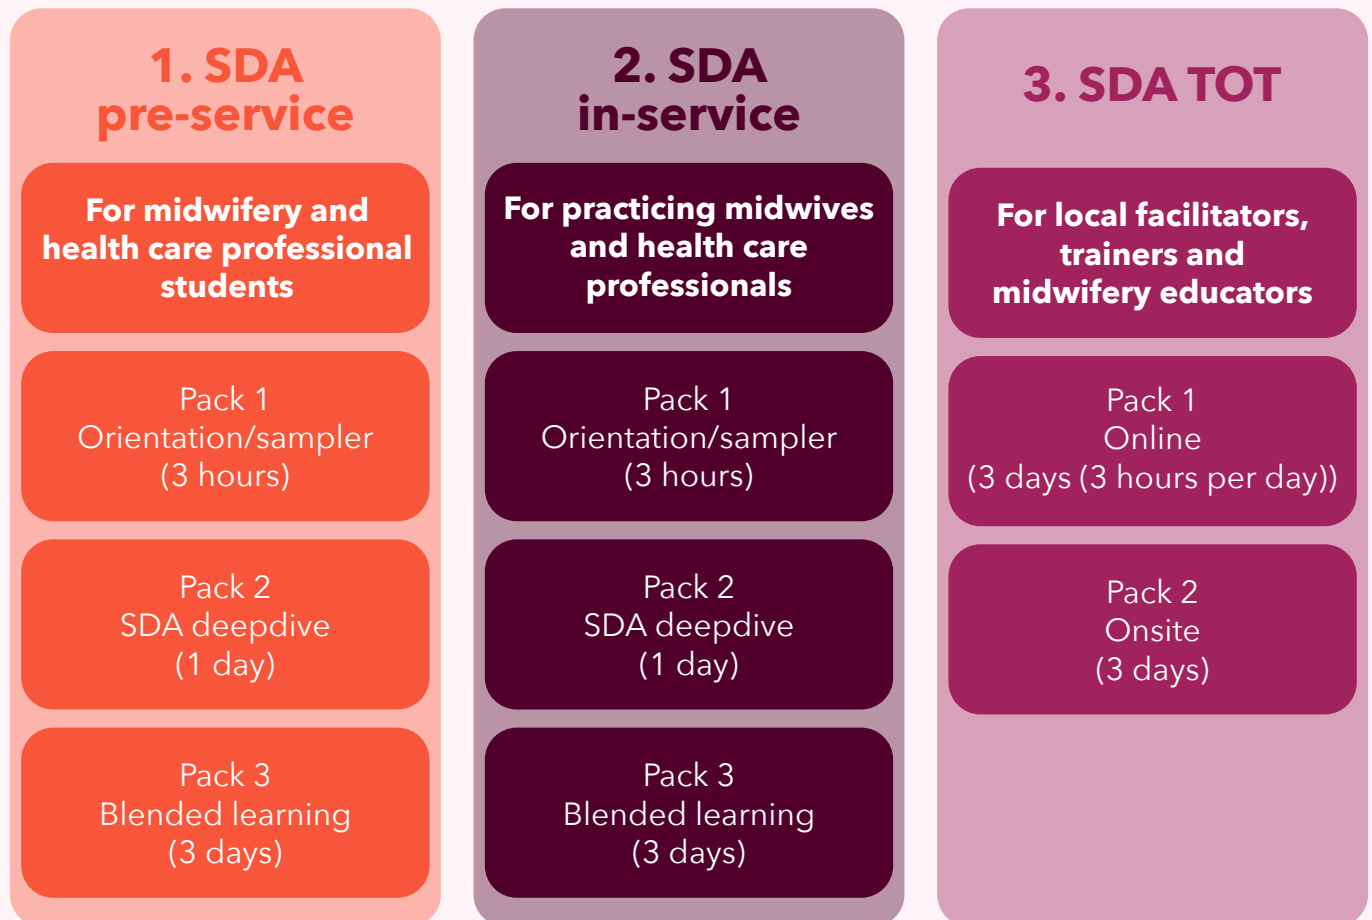 1. SDA
pre-service
For midwifery and
health care professional
students
Pack 1
Orientation/sampler
(3 hours)
Pack 2
SDA deepdive
(1 day)
Pack 3
Blended learning
(3 days)
2. SDA
in-service
For practicing midwives
and health care
professionals
Pack 1
Orientation/sampler
(3 hours)
Pack 2
SDA deepdive
(1 day)
Pack 3
Blended learning
(3 days)
3. SDA TOT
For local facilitators,
trainers and
midwifery educators
Pack 1
Online
(3 days (3 hours per day))
Pack 2
Onsite
(3 days)